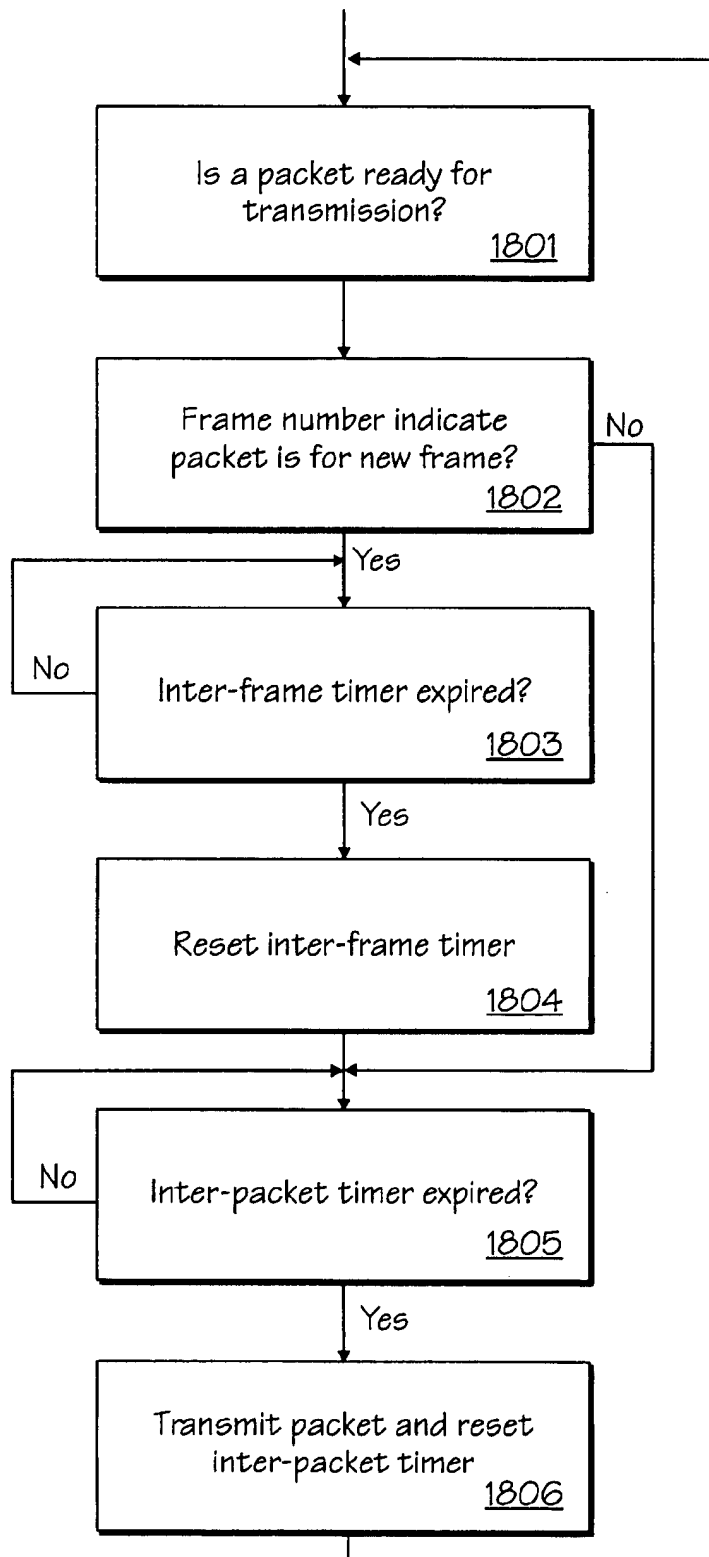 Is a packet ready for
transmission?
1801
Frame number indicate
packet is for new frame?
1802
No
Yes
No
Inter-frame timer expired?
1803
Yes
Reset inter-frame timer
1804
No
Inter-packet timer expired?
1805
Yes
Transmit packet and reset
inter-packet timer
1806